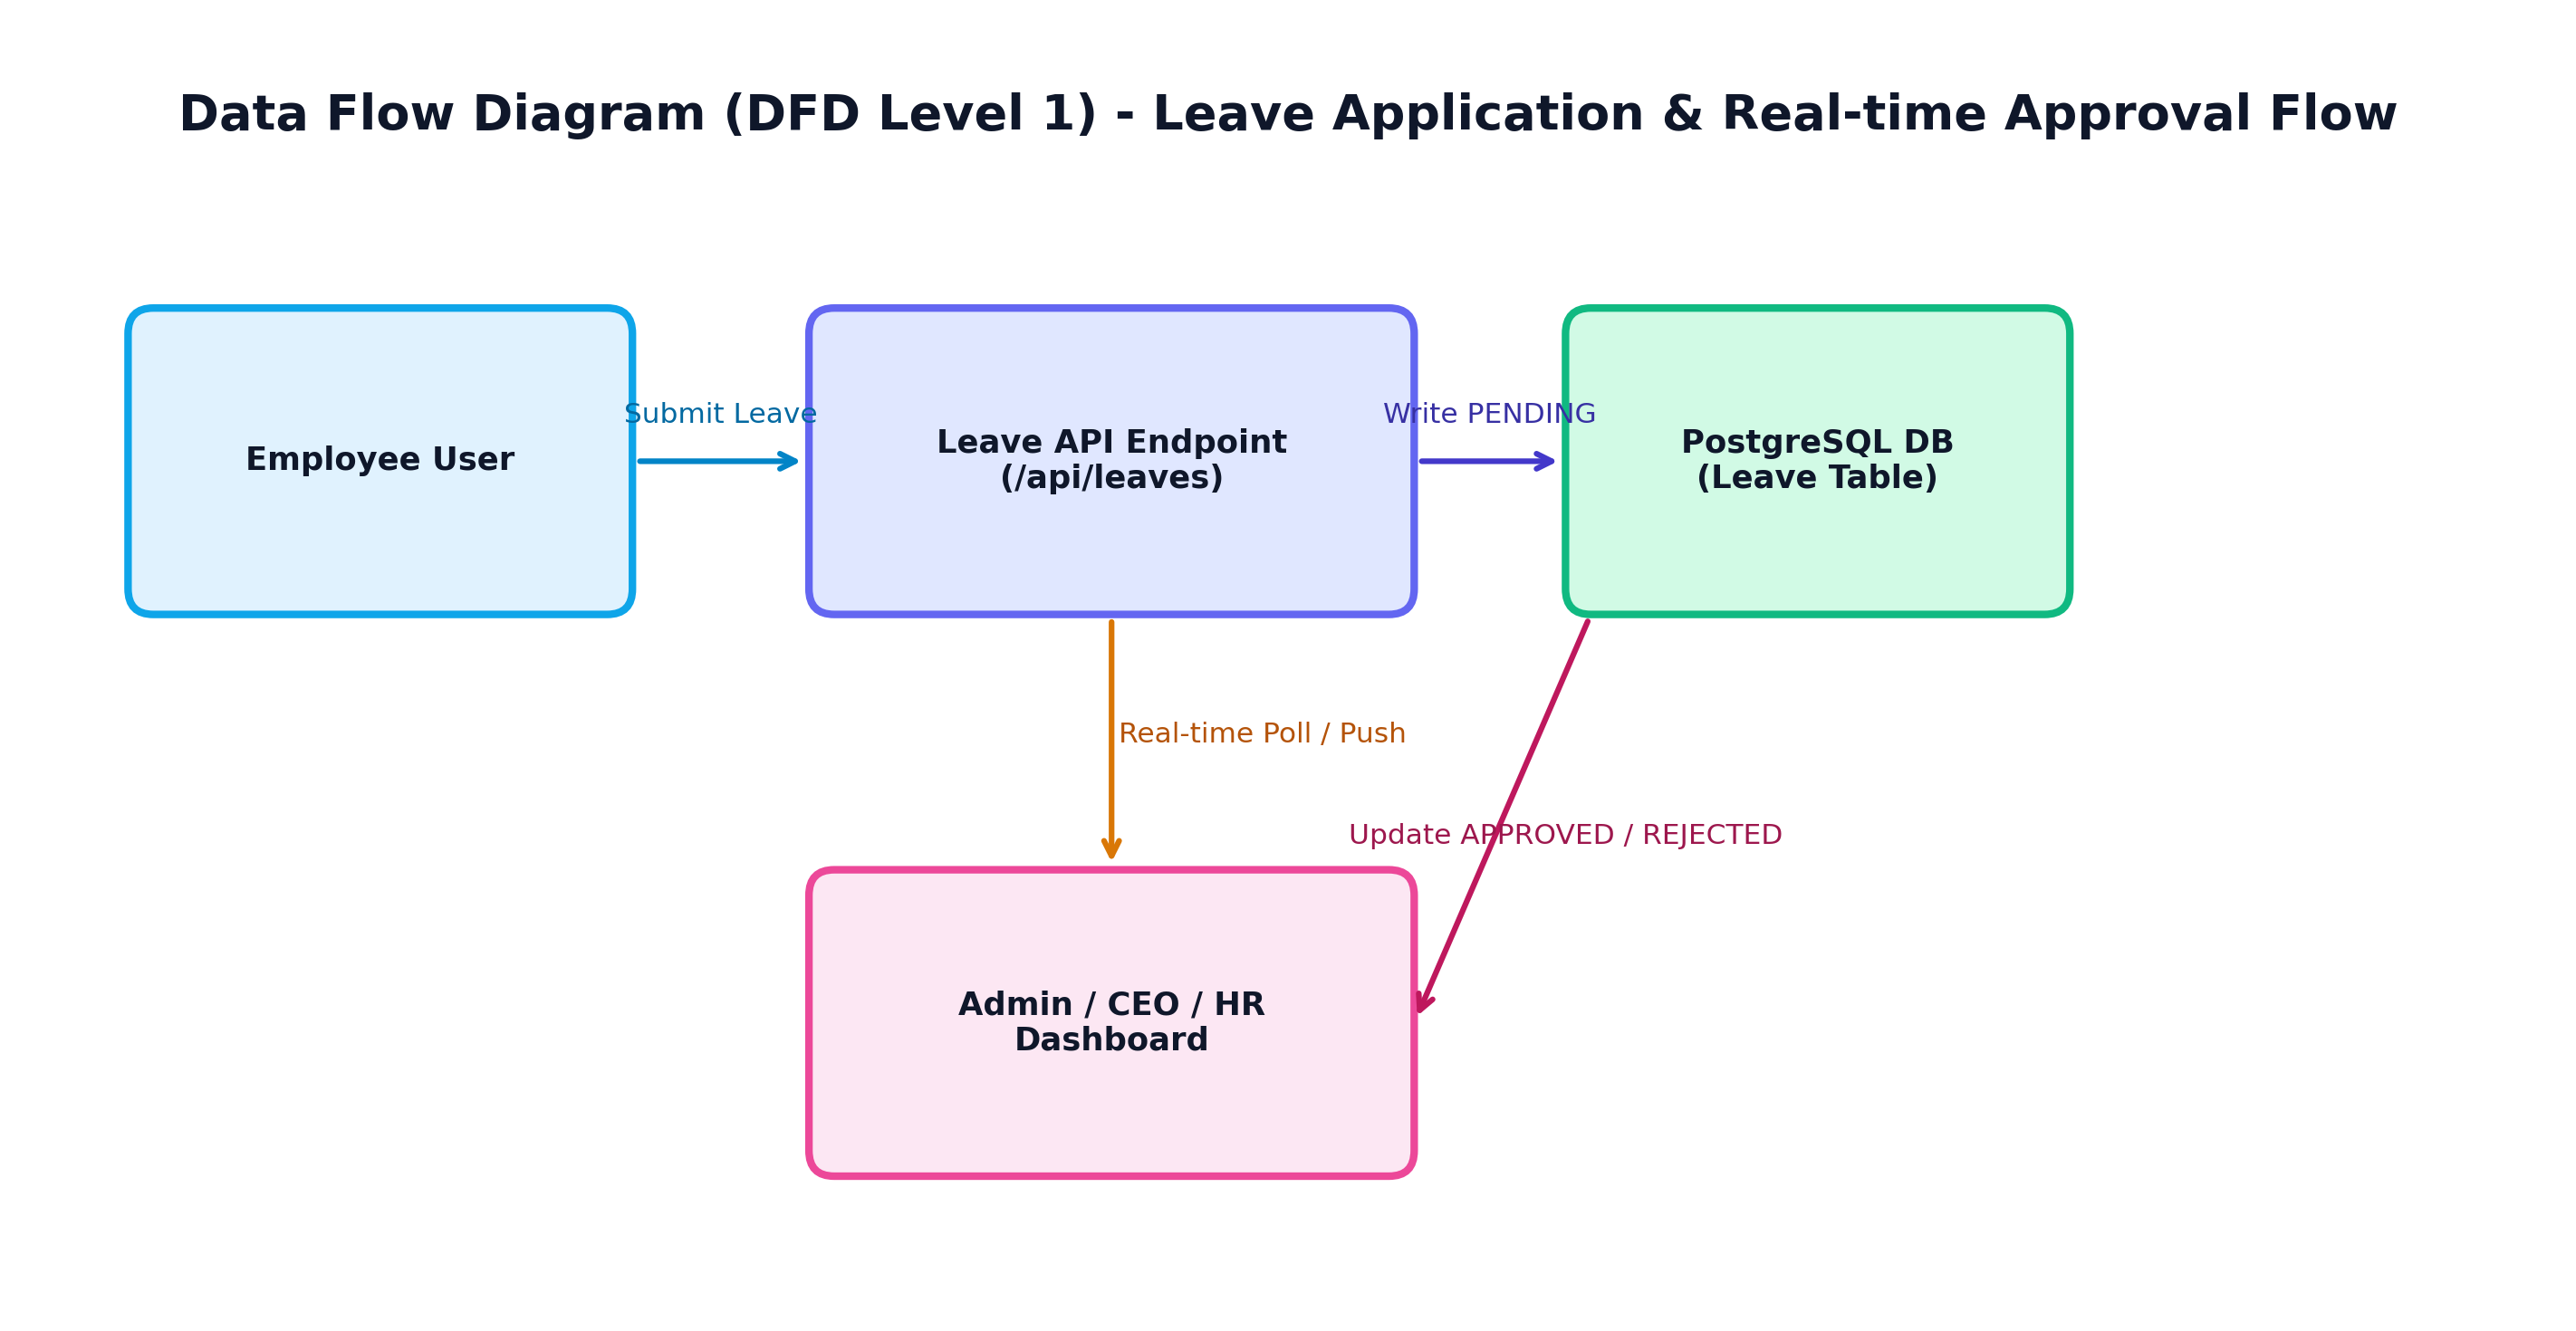 Data Flow Diagram (DFD Level 1) - Leave Application & Real-time Approval Flow
Employee User
Submit Leave
Leave API Endpoint
(/api/leaves)
Write PENDING
PostgreSQL DB
(Leave Table)
Real-time Poll / Push
Update APPROVED / REJECTED
Admin / CEO / HR
Dashboard